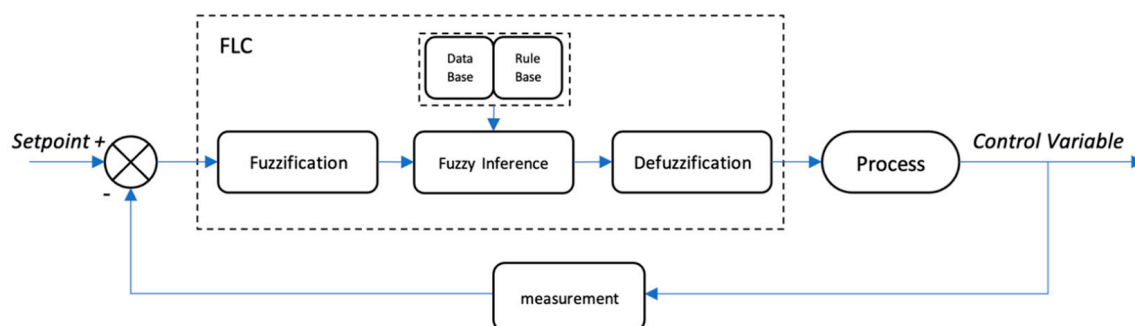 FLC
Data Base
Rule Base
Setpoint +
-
Fuzzification
Fuzzy Inference
Defuzzification
Process
Control Variable
measurement